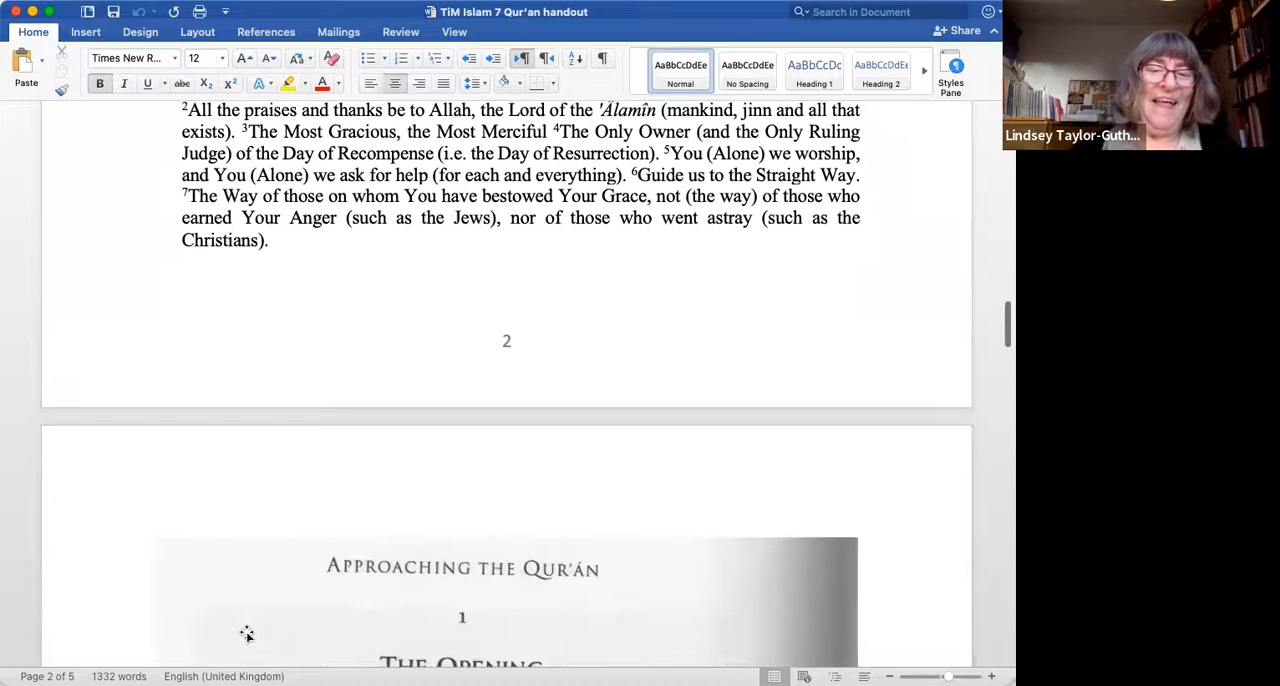 TiM Islam 7 Qur'an handout
Search in Document
Home Insert Design Layout References Mailings Review View
Share
Paste
Times New R... 12
AaBbCcDdEe AaBbCcDdEe AaBbCcDc AaBbCcDdEe
Normal No Spacing Heading 1 Heading 2
Styles
Pane
Lindsey Taylor-Guth...
²All the praises and thanks be to Allah, the Lord of the 'Âlamîn (mankind, jinn and all that
exists). ³The Most Gracious, the Most Merciful ⁴The Only Owner (and the Only Ruling
Judge) of the Day of Recompense (i.e. the Day of Resurrection). ⁵You (Alone) we worship,
and You (Alone) we ask for help (for each and everything). ⁶Guide us to the Straight Way.
⁷The Way of those on whom You have bestowed Your Grace, not (the way) of those who
earned Your Anger (such as the Jews), nor of those who went astray (such as the
Christians).
2
APPROACHING THE QUR'ÁN
1
THE OPENING
Page 2 of 5 1332 words English (United Kingdom)